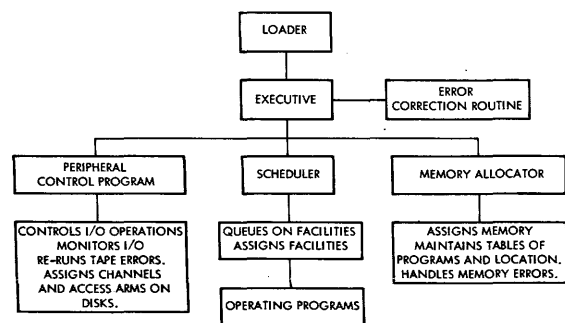 LOADER
EXECUTIVE
ERROR
CORRECTION ROUTINE
PERIPHERAL
CONTROL PROGRAM
SCHEDULER
MEMORY ALLOCATOR
CONTROLS I/O OPERATIONS
MONITORS I/O
RE-RUNS TAPE ERRORS.
ASSIGNS CHANNELS
AND ACCESS ARMS ON
DISKS.
QUEUES ON FACILITIES
ASSIGNS FACILITIES
ASSIGNS MEMORY
MAINTAINS TABLES OF
PROGRAMS AND LOCATION.
HANDLES MEMORY ERRORS.
OPERATING PROGRAMS